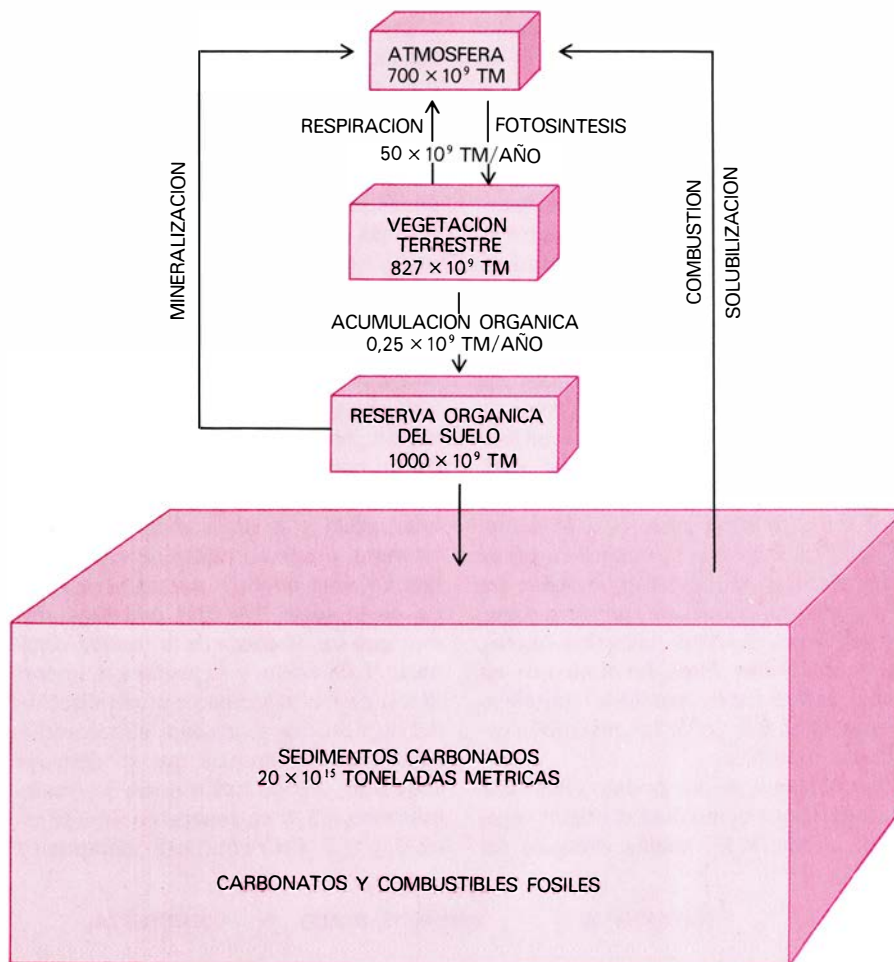 ATMOSFERA
700 × 10⁹ TM
RESPIRACION
FOTOSINTESIS
50 × 10⁹ TM/AÑO
MINERALIZACION
COMBUSTION
SOLUBILIZACION
VEGETACION
TERRESTRE
827 × 10⁹ TM
ACUMULACION ORGANICA
0,25 × 10⁹ TM/AÑO
RESERVA ORGANICA
DEL SUELO
1000 × 10⁹ TM
SEDIMENTOS CARBONADOS
20 × 10¹⁵ TONELADAS METRICAS
CARBONATOS Y COMBUSTIBLES FOSILES